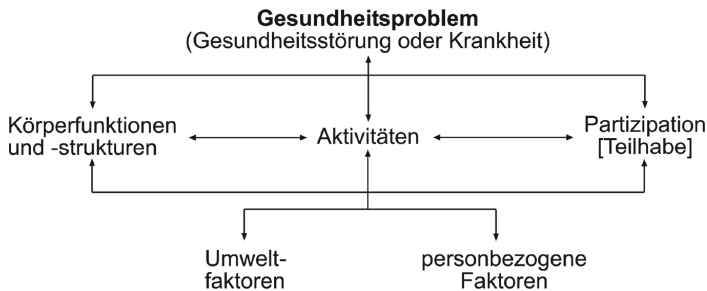 Gesundheitsproblem
(Gesundheitsstörung oder Krankheit)
Körperfunktionen
und -strukturen
Aktivitäten
Partizipation
[Teilhabe]
Umwelt-
faktoren
personbezogene
Faktoren